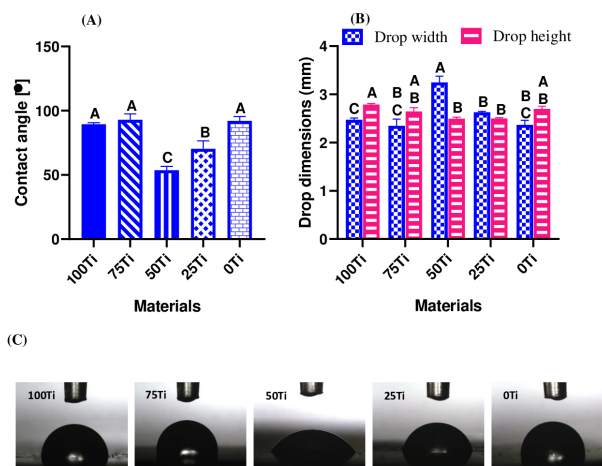 (A)
150
100
50
0
Contact angle [°]
A
A
C
B
A
100Ti
75Ti
50Ti
25Ti
0Ti
Materials
(B)
Drop width
Drop height
4
3
2
1
0
Drop dimensions (mm)
C
A
B
C
A
B
A
B
B
B
B
C
A
B
100Ti
75Ti
50Ti
25Ti
0Ti
Materials
(C)
100Ti
75Ti
50Ti
25Ti
0Ti